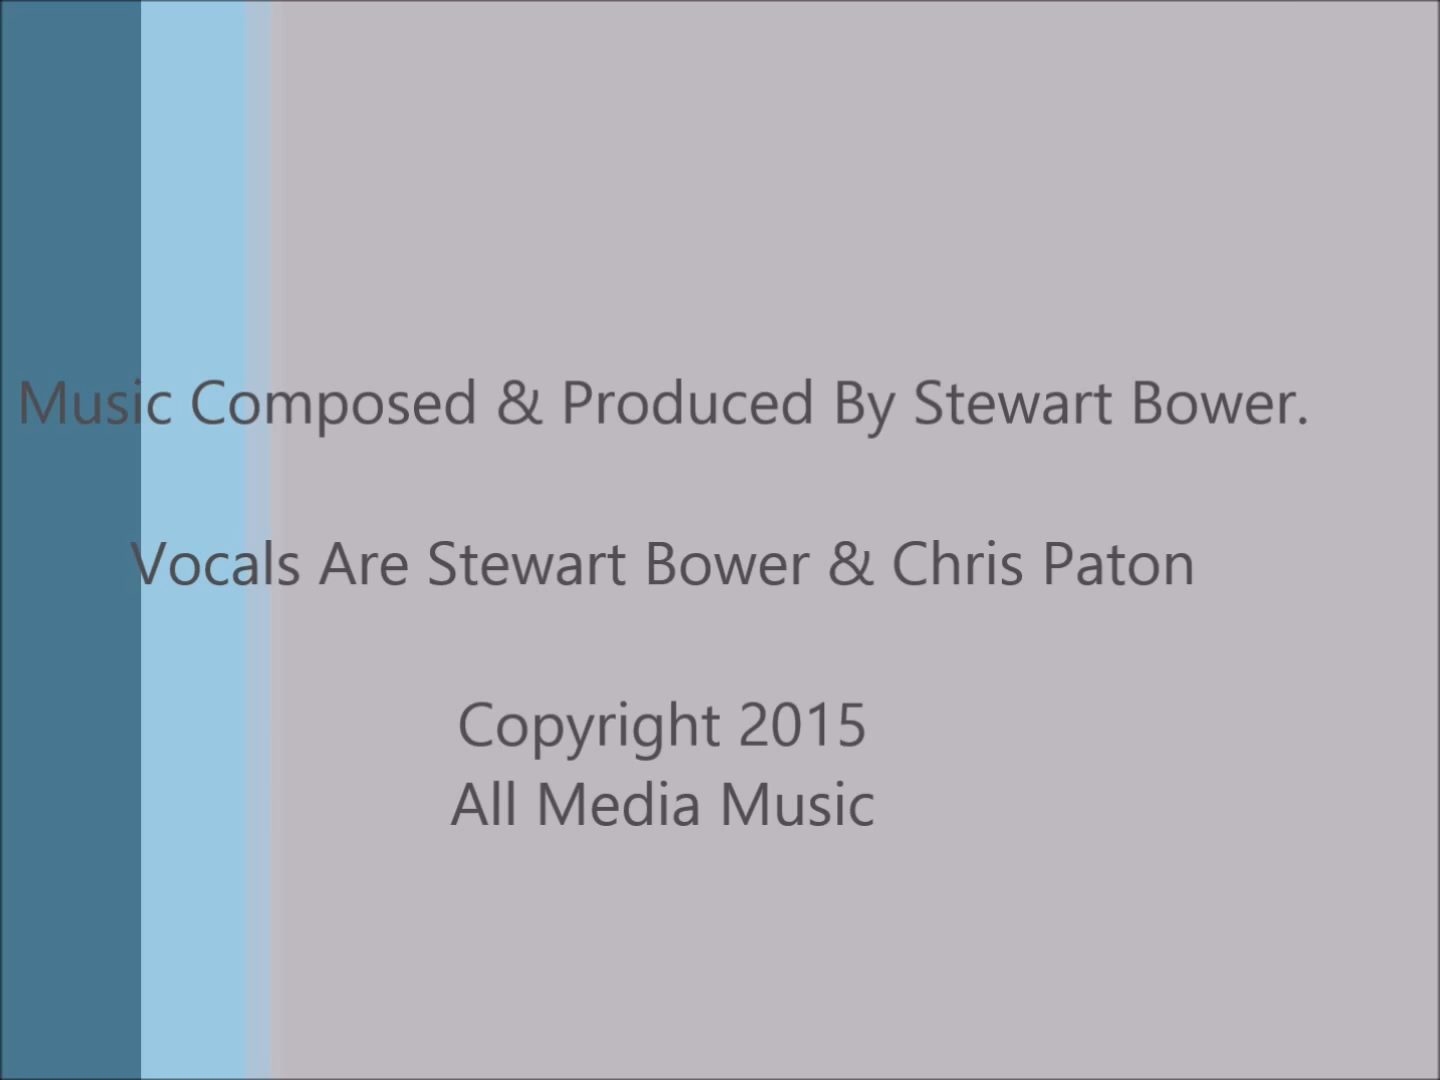 Music Composed & Produced By Stewart Bower.
Vocals Are Stewart Bower & Chris Paton
Copyright 2015
All Media Music